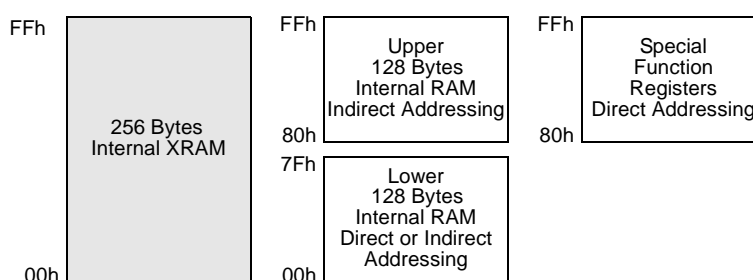 FFh
256 Bytes
Internal XRAM
00h
FFh
Upper
128 Bytes
Internal RAM
Indirect Addressing
80h
7Fh
Lower
128 Bytes
Internal RAM
Direct or Indirect
Addressing
00h
FFh
Special
Function
Registers
Direct Addressing
80h